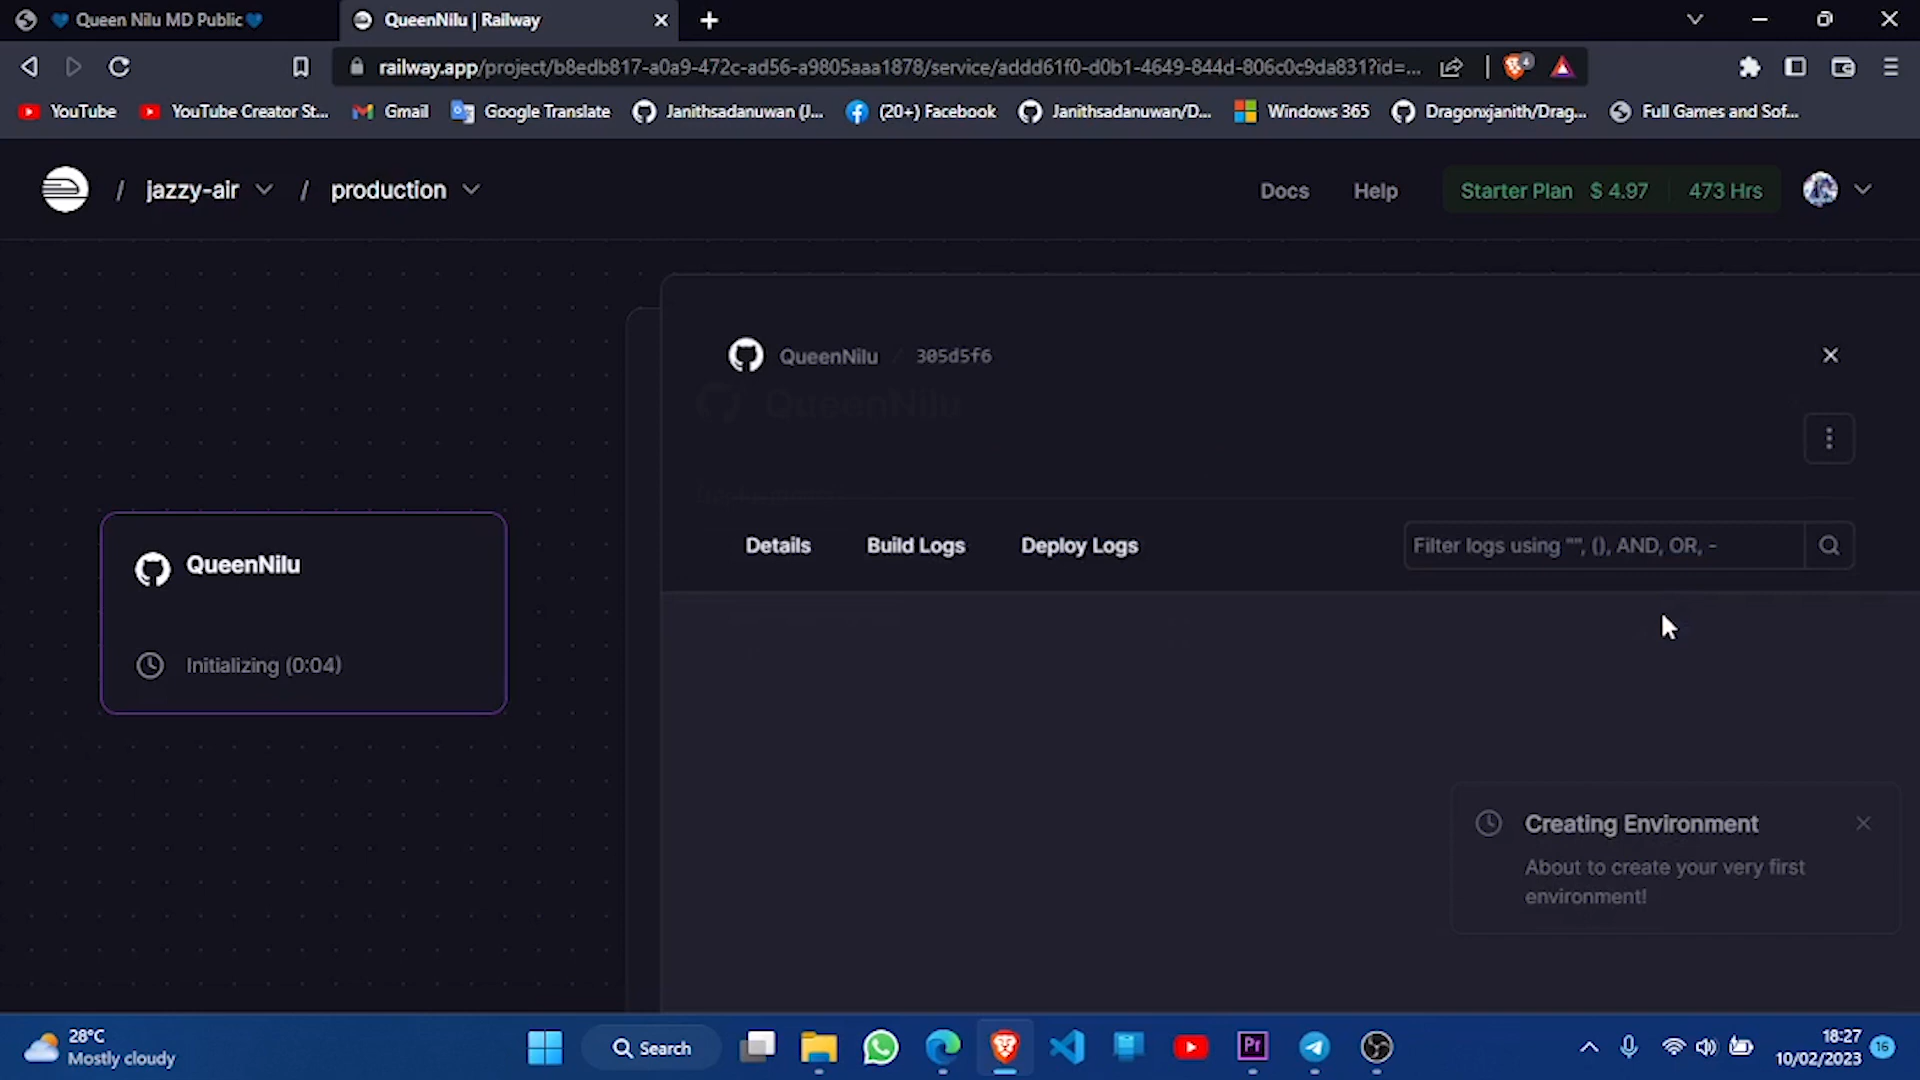 💙 Queen Nilu MD Public💙
QueenNilu | Railway
railway.app/project/b8edb817-a0a9-472c-ad56-a9805aaa1878/service/addd61f0-d0b1-4649-844d-806c0c9da831?id=...
4
YouTube
YouTube Creator St...
Gmail
Google Translate
Janithsadanuwan (J...
(20+) Facebook
Janithsadanuwan/D...
Windows 365
Dragonxjanith/Drag...
Full Games and Sof...
/ jazzy-air / production
Docs
Help
Starter Plan $ 4.97 473 Hrs
QueenNilu / 305d5f6
QueenNilu
Details
Build Logs
Deploy Logs
Filter logs using "", (), AND, OR, -
QueenNilu
Initializing (0:04)
Creating Environment
About to create your very first
environment!
28°C
Mostly cloudy
Search
Pr
18:27
10/02/2023
16